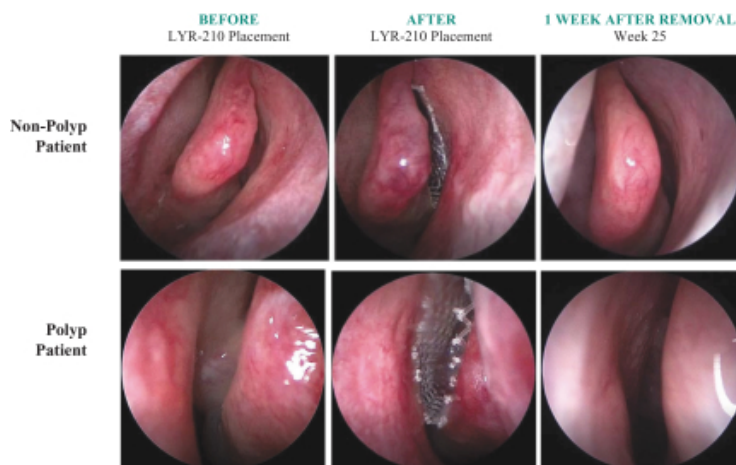 BEFORE
LYR-210 Placement
AFTER
LYR-210 Placement
1 WEEK AFTER REMOVAL
Week 25
Non-Polyp
Patient
Polyp
Patient